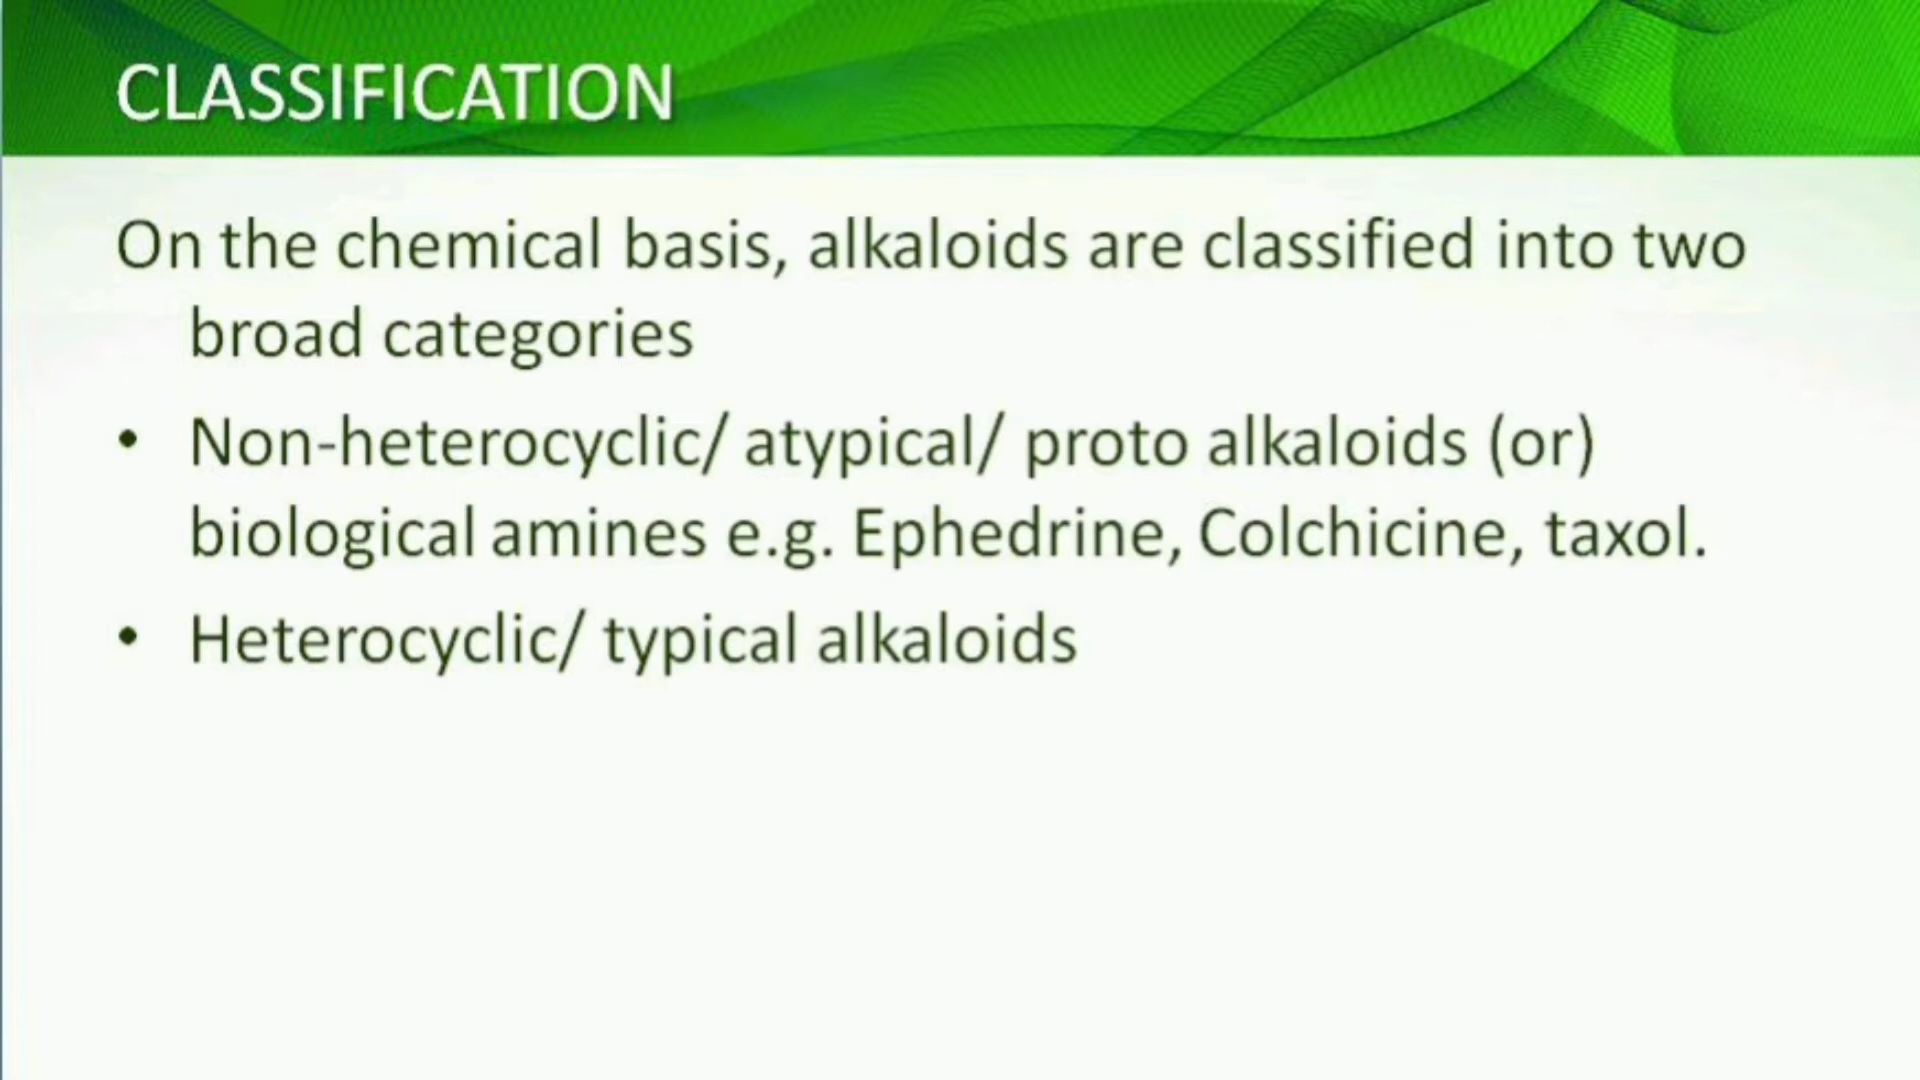 CLASSIFICATION
On the chemical basis, alkaloids are classified into two
broad categories
• Non-heterocyclic/ atypical/ proto alkaloids (or)
biological amines e.g. Ephedrine, Colchicine, taxol.
• Heterocyclic/ typical alkaloids